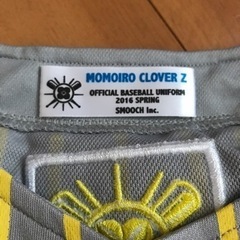 MOMOIRO CLOVER Z
OFFICIAL BASEBALL UNIFORM
2016 SPRING
SMOOCH Inc.